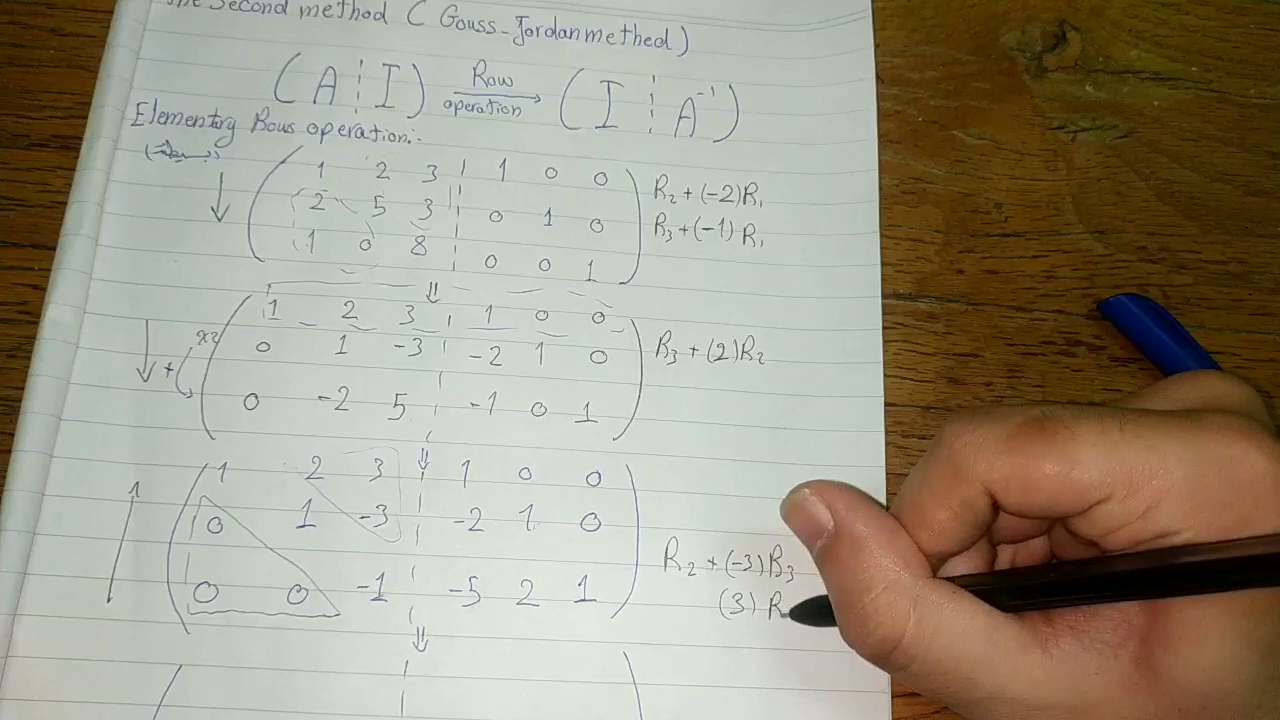 The Second method ( Gouss-Jordan method )
( A ¦ I ) Row operation → ( I ¦ A⁻¹ )
Elementry Rows operation:-
1 2 3 ¦ 1 0 0 R₂ + (-2)R₁
2 5 3 ¦ 0 1 0 R₃ + (-1) R₁
1 0 8 ¦ 0 0 1
⇓
1 2 3 ¦ 1 0 0
x2 0 1 -3 ¦ -2 1 0 R₃ + (2)R₂
+ 0 -2 5 ¦ -1 0 1
⇓
1 2 3 ¦ 1 0 0
0 1 -3 ¦ -2 1 0
0 0 -1 ¦ -5 2 1 R₂ + (-3)R₃
(3) R
⇓